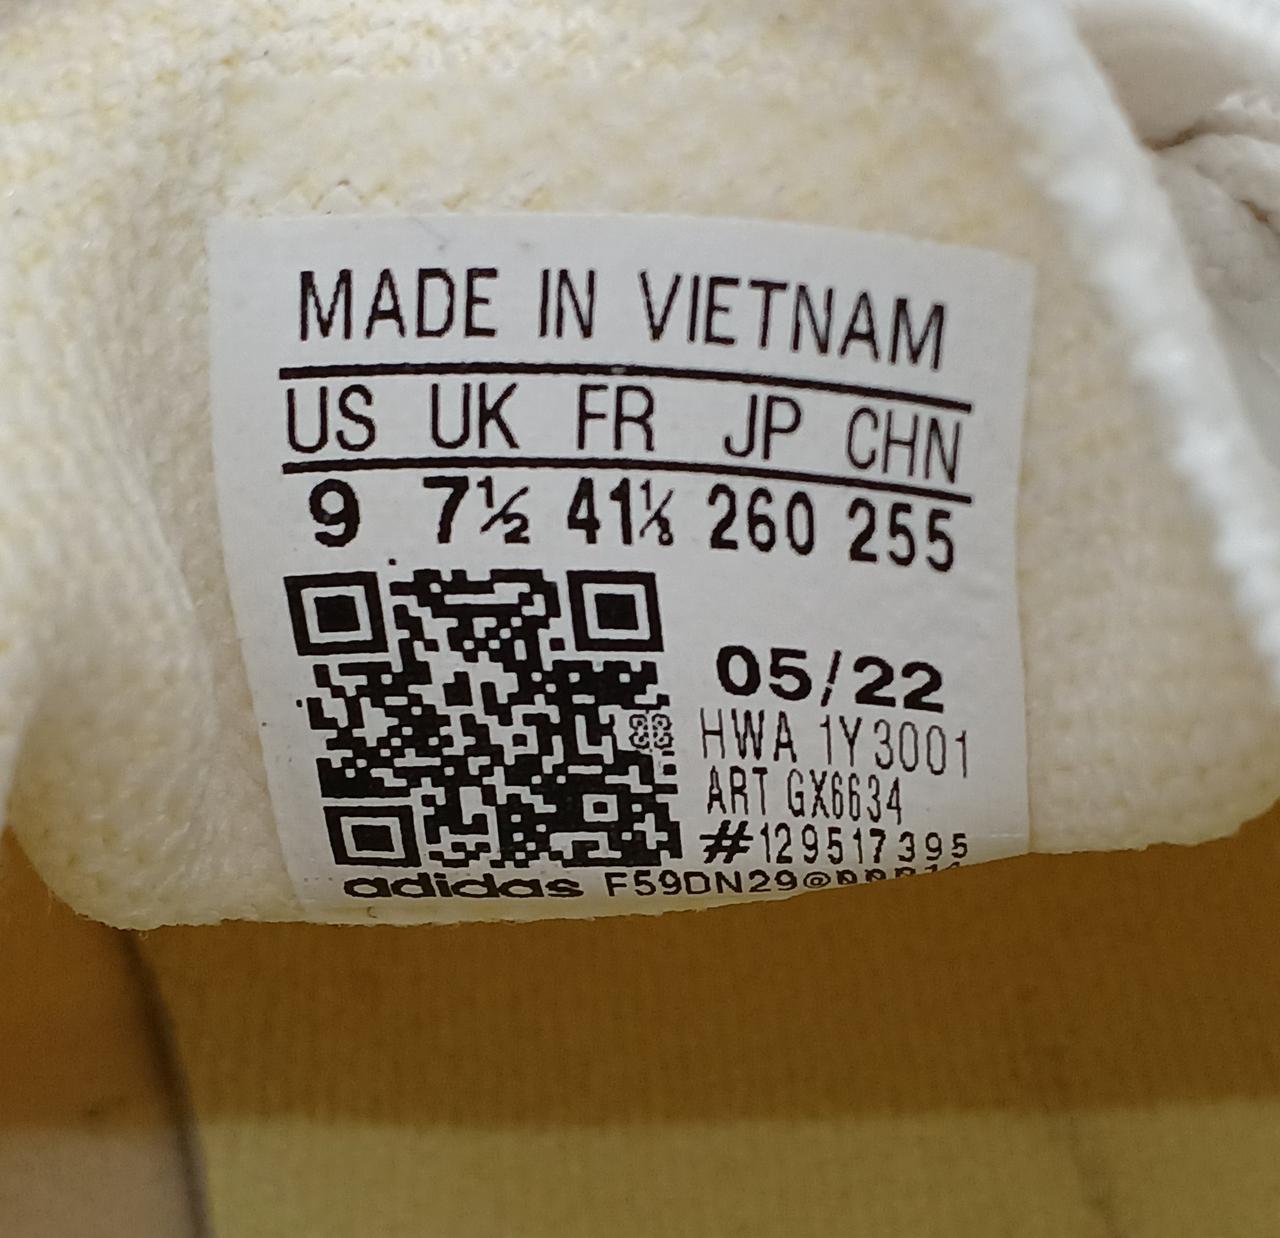 MADE IN VIETNAM
US UK FR JP CHN
9 7½ 41⅓ 260 255
05/22
HWA 1Y3001
ART GX6634
#129517395
adidas F59DN29@